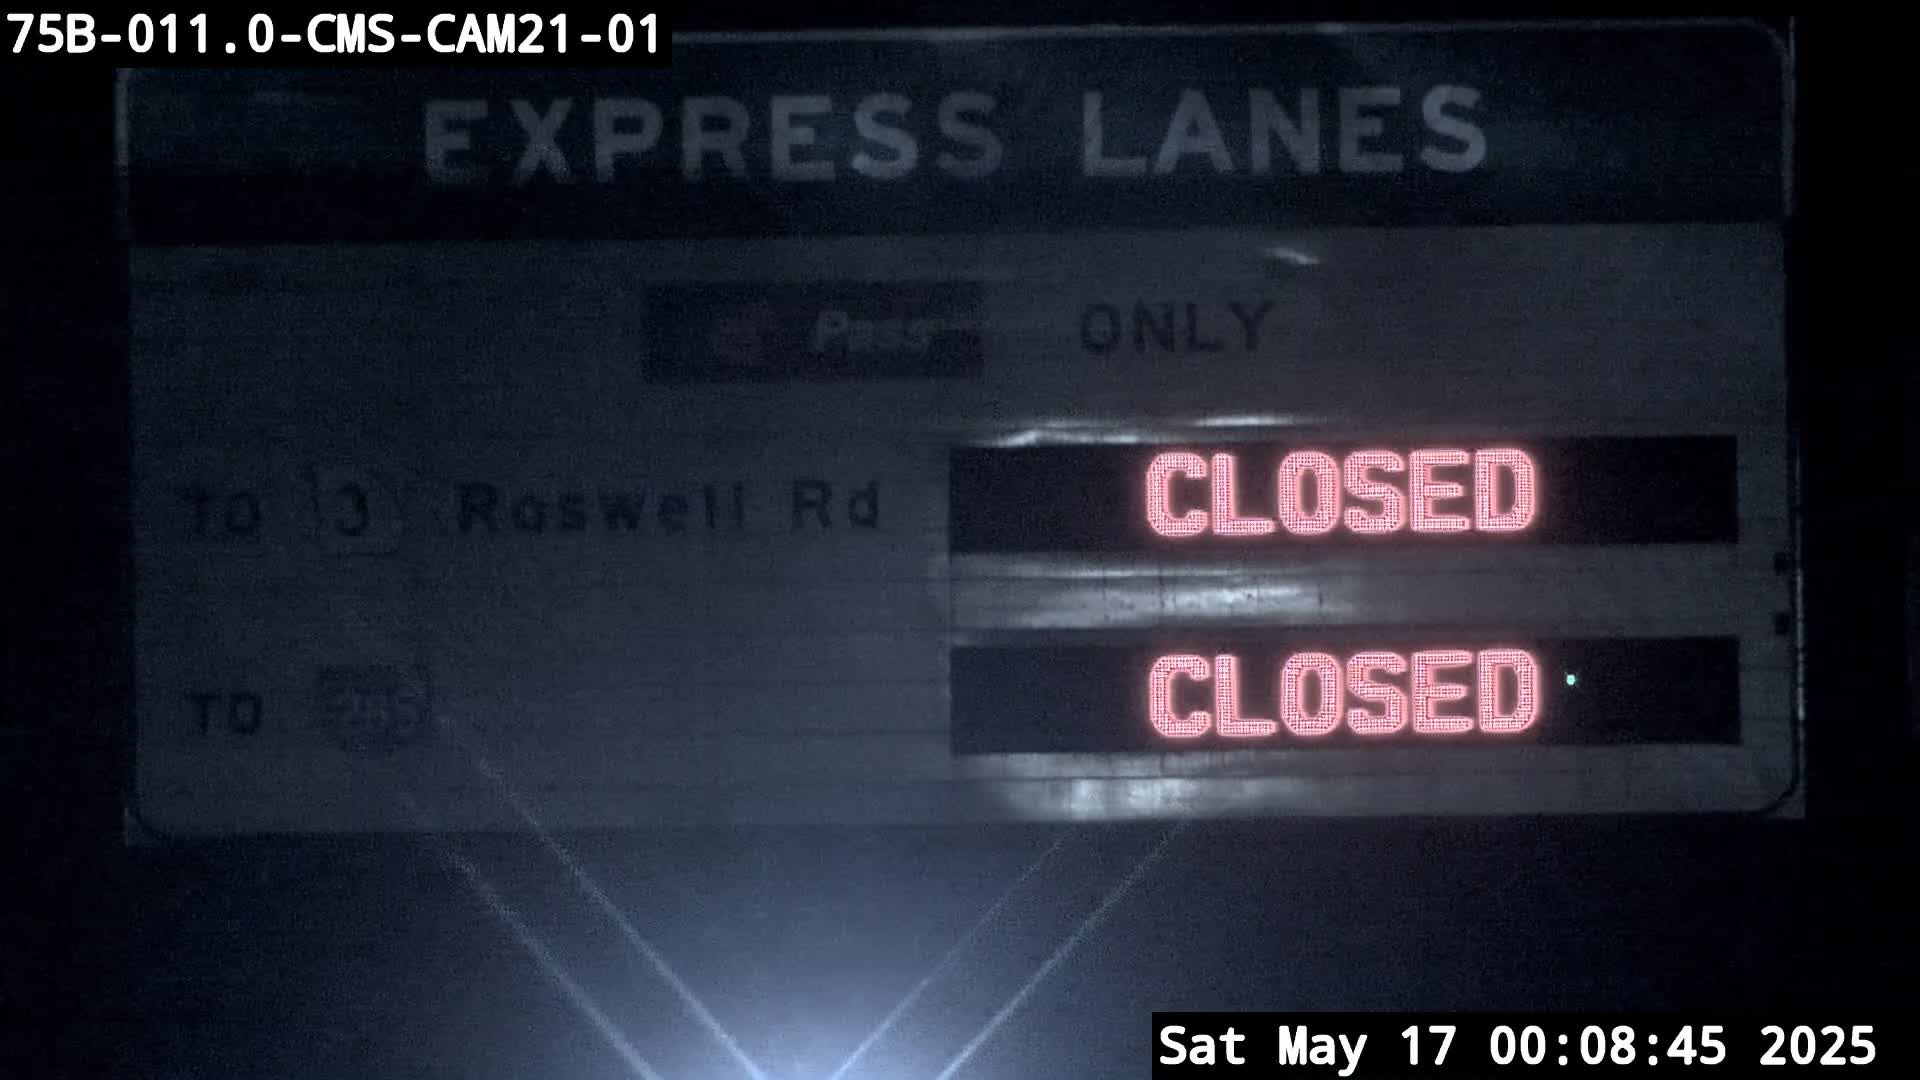 75B-011.0-CMS-CAM21-01
EXPRESS LANES
Pass ONLY
TO 3 Roswell Rd CLOSED
TO CLOSED
Sat May 17 00:08:45 2025